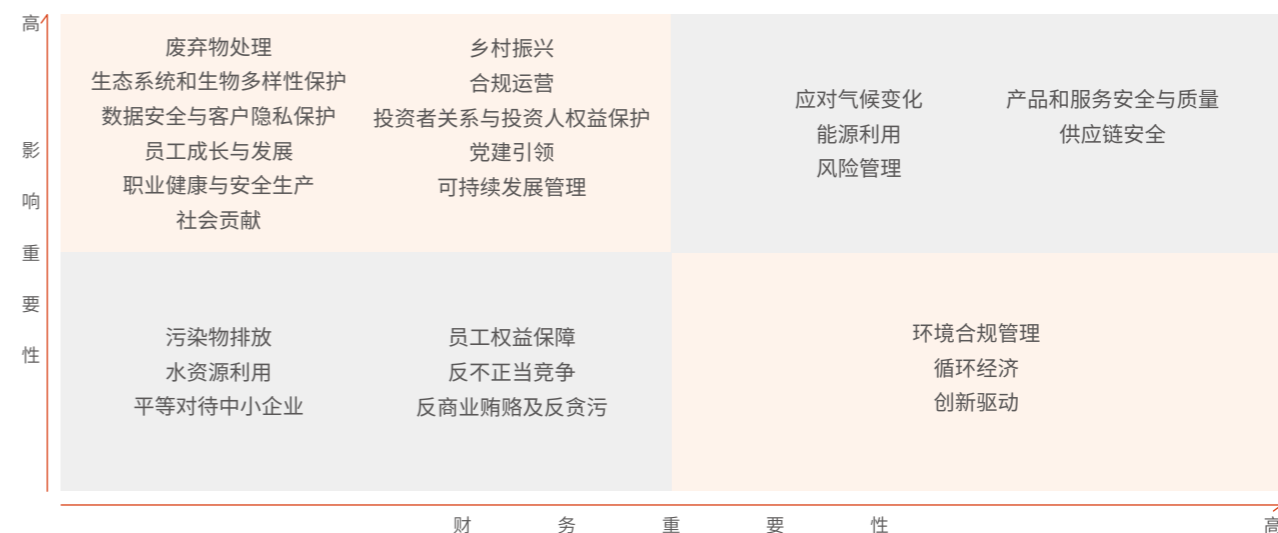 高
影响重要性
废弃物处理
生态系统和生物多样性保护
数据安全与客户隐私保护
员工成长与发展
职业健康与安全生产
社会贡献
乡村振兴
合规运营
投资者关系与投资人权益保护
党建引领
可持续发展管理
应对气候变化
能源利用
风险管理
产品和服务安全与质量
供应链安全
污染物排放
水资源利用
平等对待中小企业
员工权益保障
反不正当竞争
反商业贿赂及反贪污
环境合规管理
循环经济
创新驱动
财务重要性
高